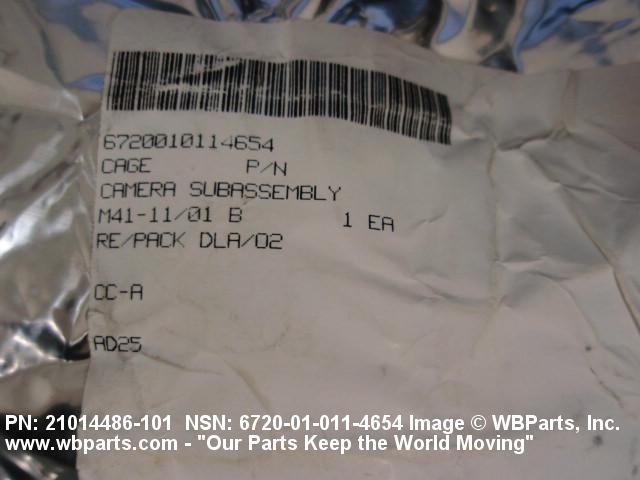 6720010114654
CAGE P/N
CAMERA SUBASSEMBLY
M41-11/01 B 1 EA
RE/PACK DLA/02
CC-A
AD25
PN: 21014486-101 NSN: 6720-01-011-4654 Image © WBParts, Inc.
www.wbparts.com - "Our Parts Keep the World Moving"